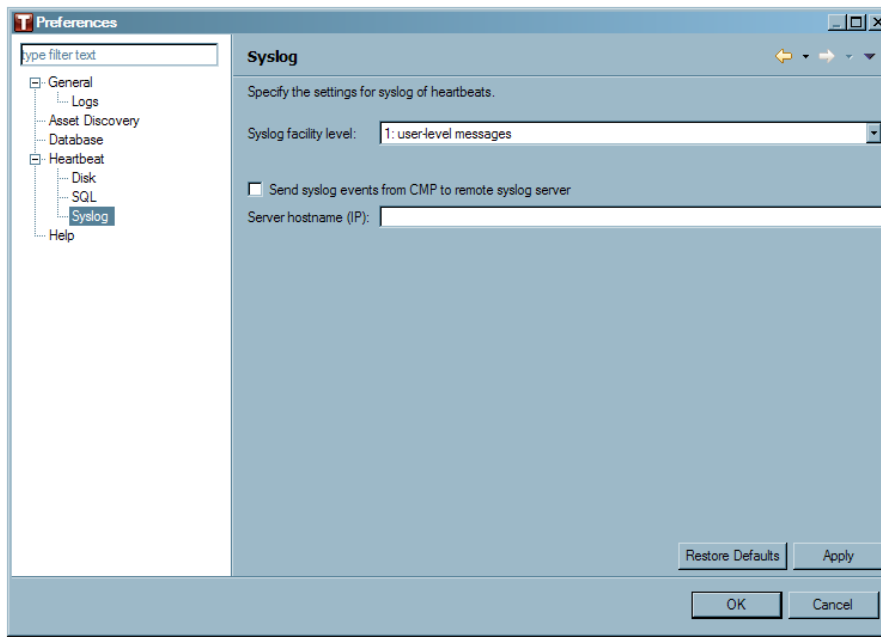 Preferences
type filter text
General
Logs
Asset Discovery
Database
Heartbeat
Disk
SQL
Syslog
Help
Syslog
Specify the settings for syslog of heartbeats.
Syslog facility level: 1: user-level messages
Send syslog events from CMP to remote syslog server
Server hostname (IP):
Restore Defaults Apply
OK Cancel